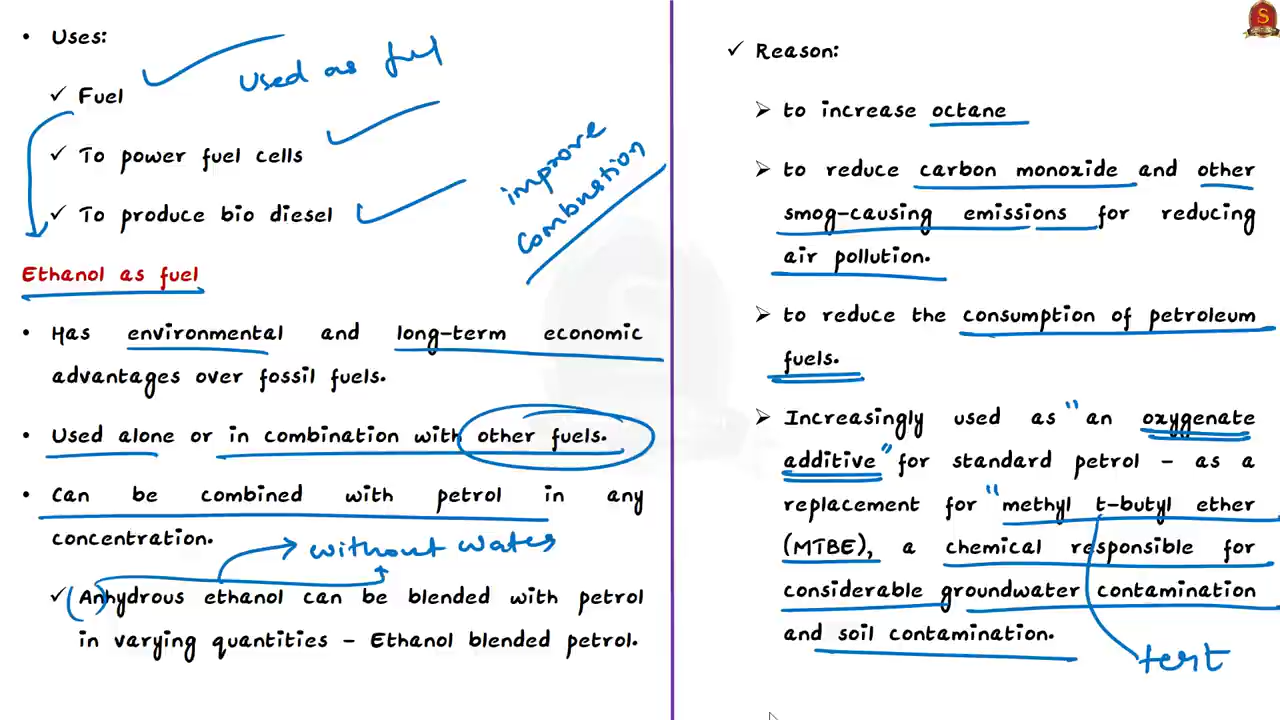 • Uses:
✓ Fuel
Used as ful
✓ To power fuel cells
✓ To produce bio diesel
improve
combustion
Ethanol as fuel
• Has environmental and long-term economic
advantages over fossil fuels.
• Used alone or in combination with other fuels.
• Can be combined with petrol in any
concentration.
without water
✓ (An)hydrous ethanol can be blended with petrol
in varying quantities – Ethanol blended petrol.
✓ Reason:
➢ to increase octane
➢ to reduce carbon monoxide and other
smog-causing emissions for reducing
air pollution.
➢ to reduce the consumption of petroleum
fuels.
➢ Increasingly used as "an oxygenate
additive" for standard petrol – as a
replacement for "methyl t-butyl ether
(MTBE), a chemical responsible for
considerable groundwater contamination
and soil contamination.
tert
S